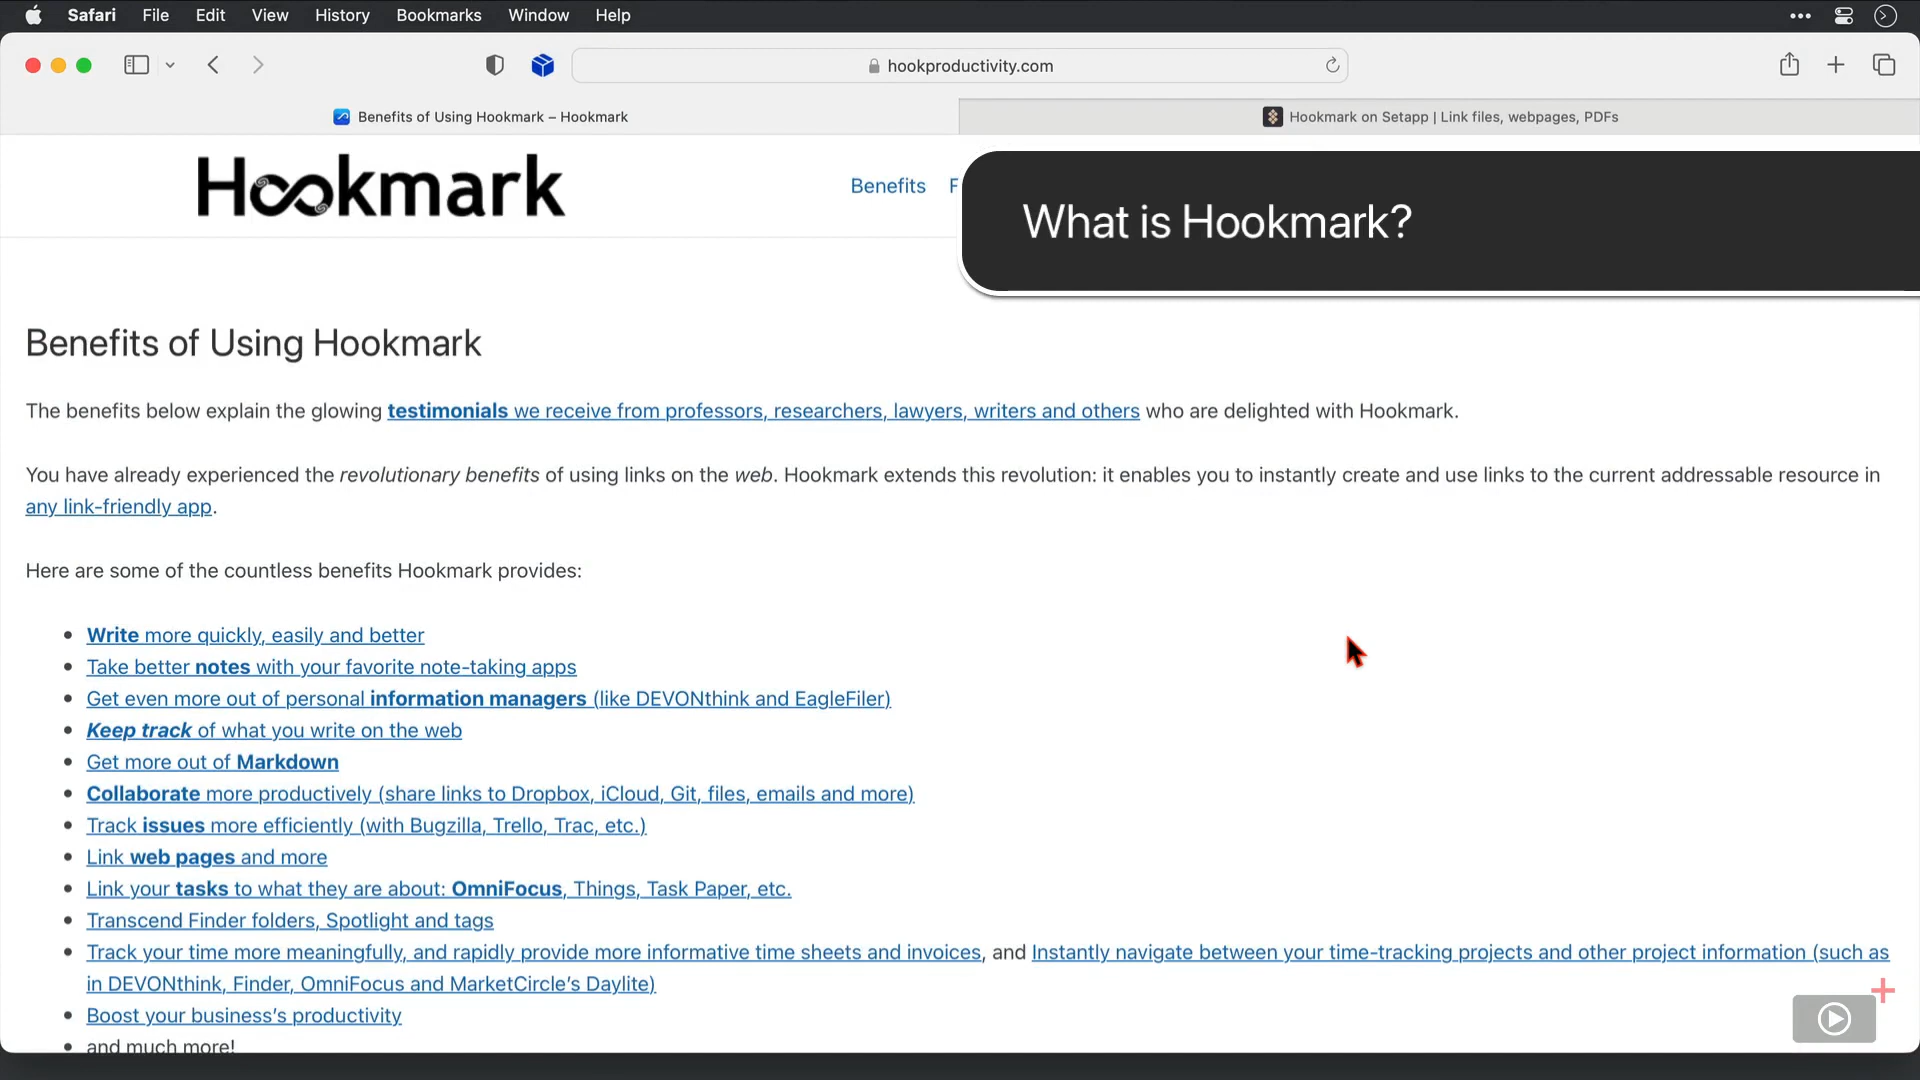 Safari File Edit View History Bookmarks Window Help
hookproductivity.com
Benefits of Using Hookmark – Hookmark
Hookmark on Setapp | Link files, webpages, PDFs
Hookmark
Benefits F
What is Hookmark?
Benefits of Using Hookmark
The benefits below explain the glowing testimonials we receive from professors, researchers, lawyers, writers and others who are delighted with Hookmark.
You have already experienced the revolutionary benefits of using links on the web. Hookmark extends this revolution: it enables you to instantly create and use links to the current addressable resource in
any link-friendly app.
Here are some of the countless benefits Hookmark provides:
• Write more quickly, easily and better
• Take better notes with your favorite note-taking apps
• Get even more out of personal information managers (like DEVONthink and EagleFiler)
• Keep track of what you write on the web
• Get more out of Markdown
• Collaborate more productively (share links to Dropbox, iCloud, Git, files, emails and more)
• Track issues more efficiently (with Bugzilla, Trello, Trac, etc.)
• Link web pages and more
• Link your tasks to what they are about: OmniFocus, Things, Task Paper, etc.
• Transcend Finder folders, Spotlight and tags
• Track your time more meaningfully, and rapidly provide more informative time sheets and invoices, and Instantly navigate between your time-tracking projects and other project information (such as
in DEVONthink, Finder, OmniFocus and MarketCircle’s Daylite)
• Boost your business’s productivity
• and much more!